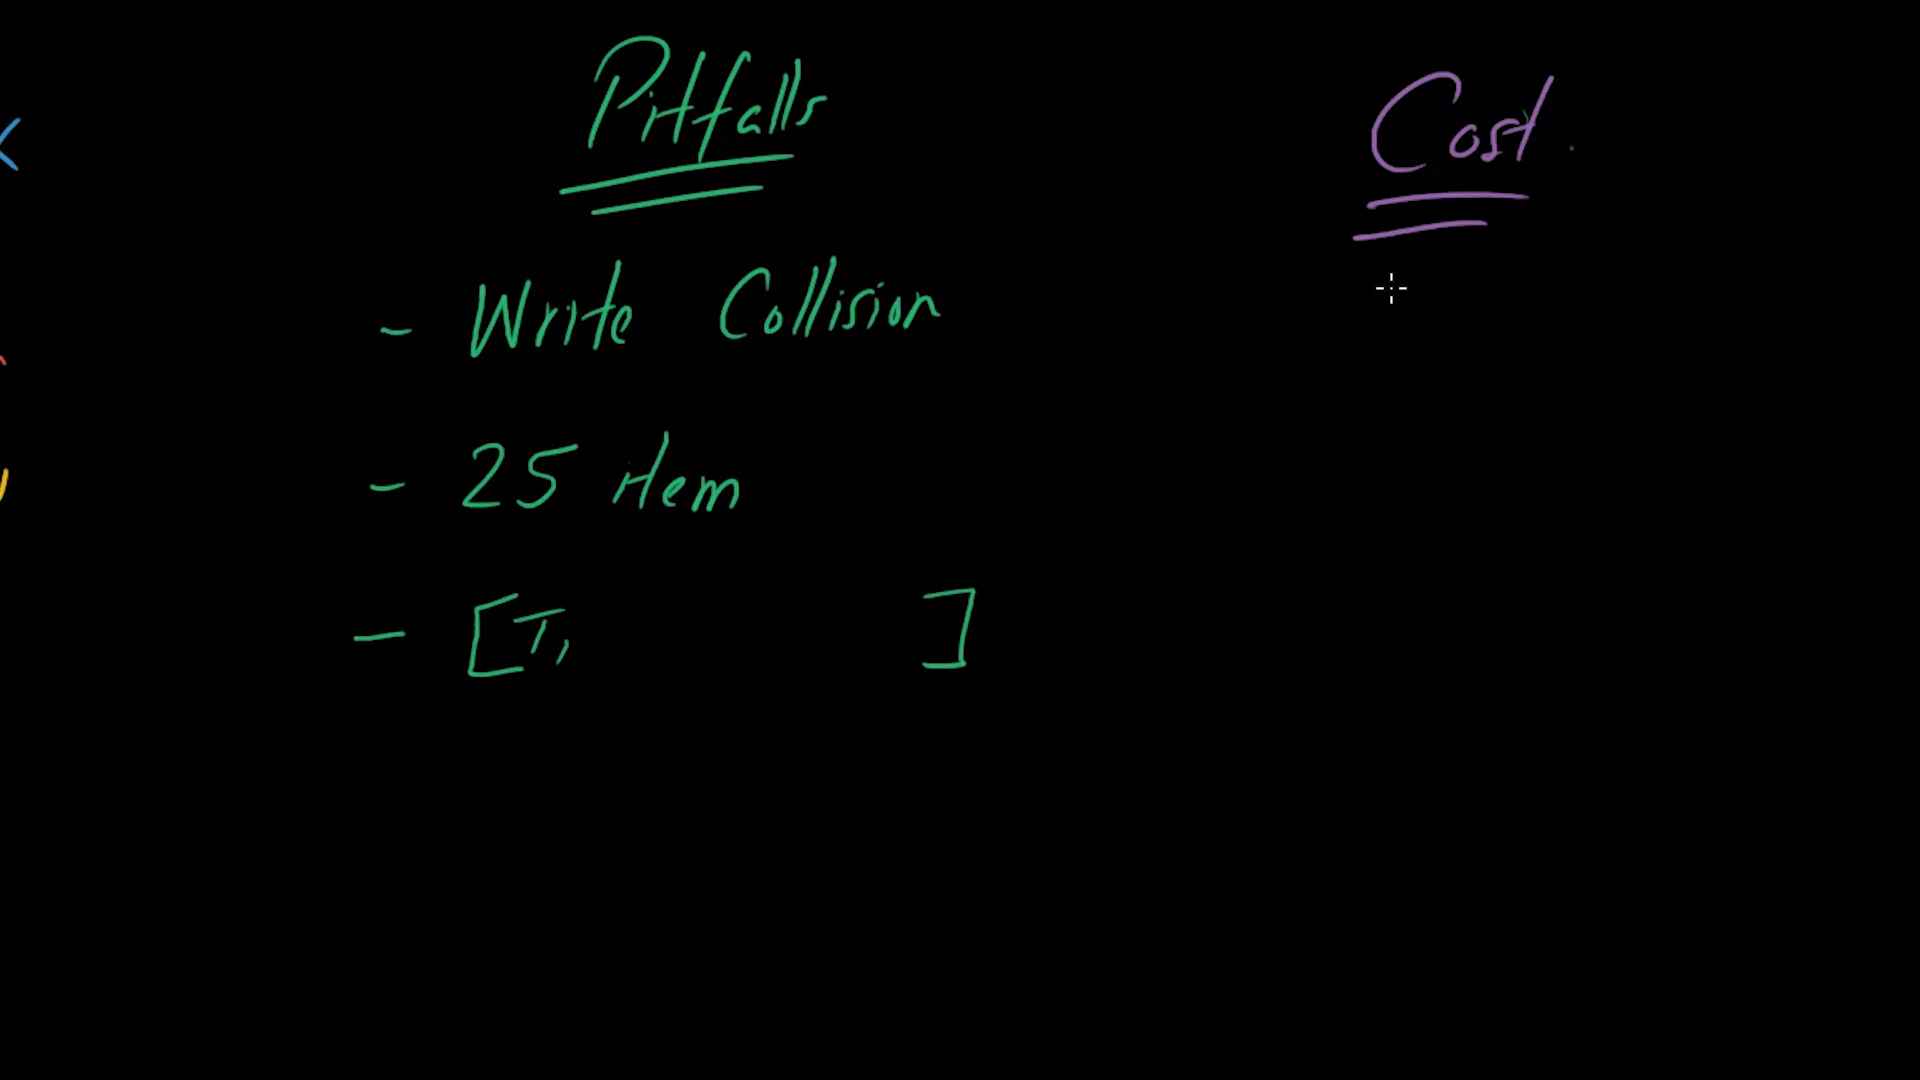 Pitfalls
- Write Collision
- 25 item
- [T, ]
Cost